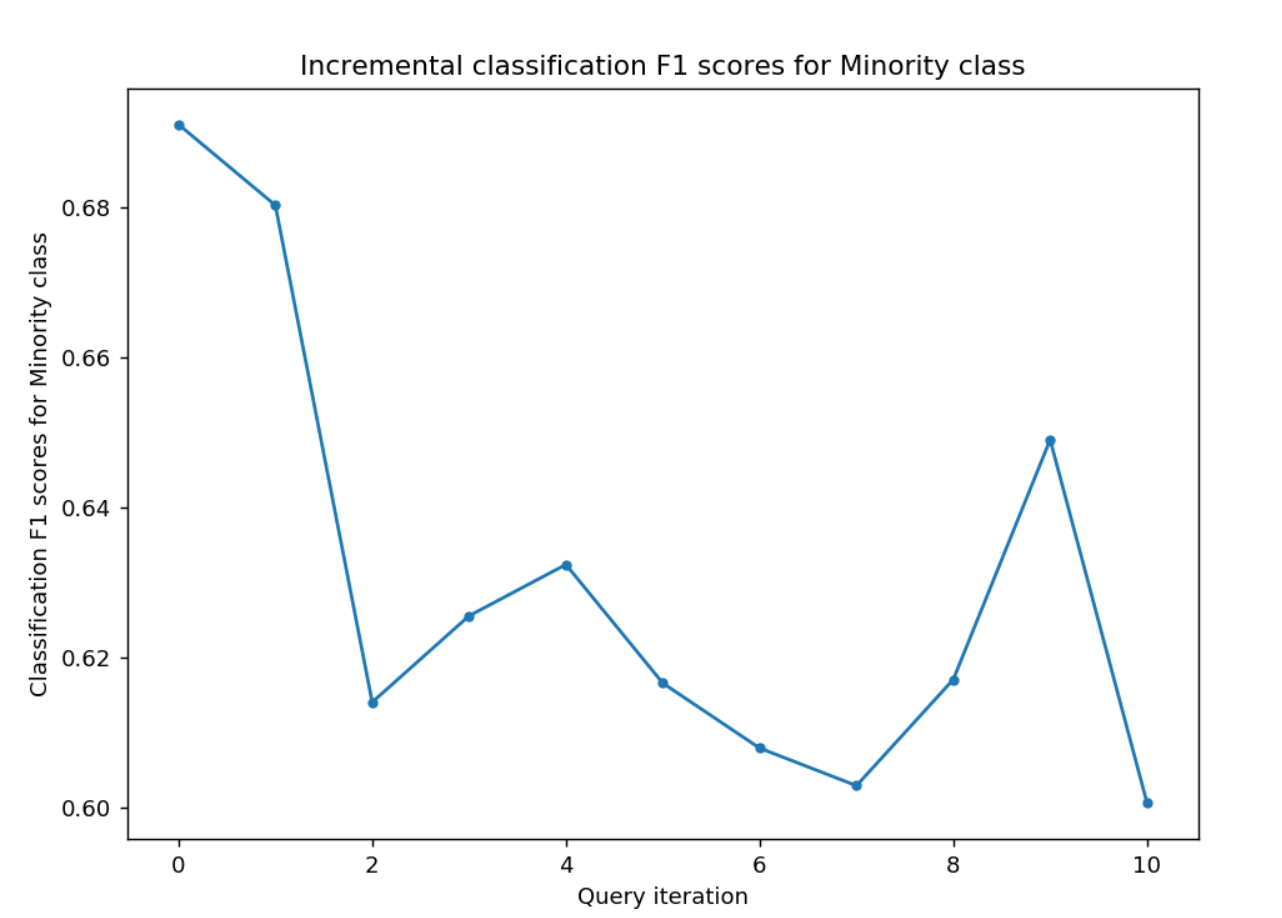 Incremental classification F1 scores for Minority class
Classification F1 scores for Minority class
0.68
0.66
0.64
0.62
0.60
0 2 4 6 8 10
Query iteration